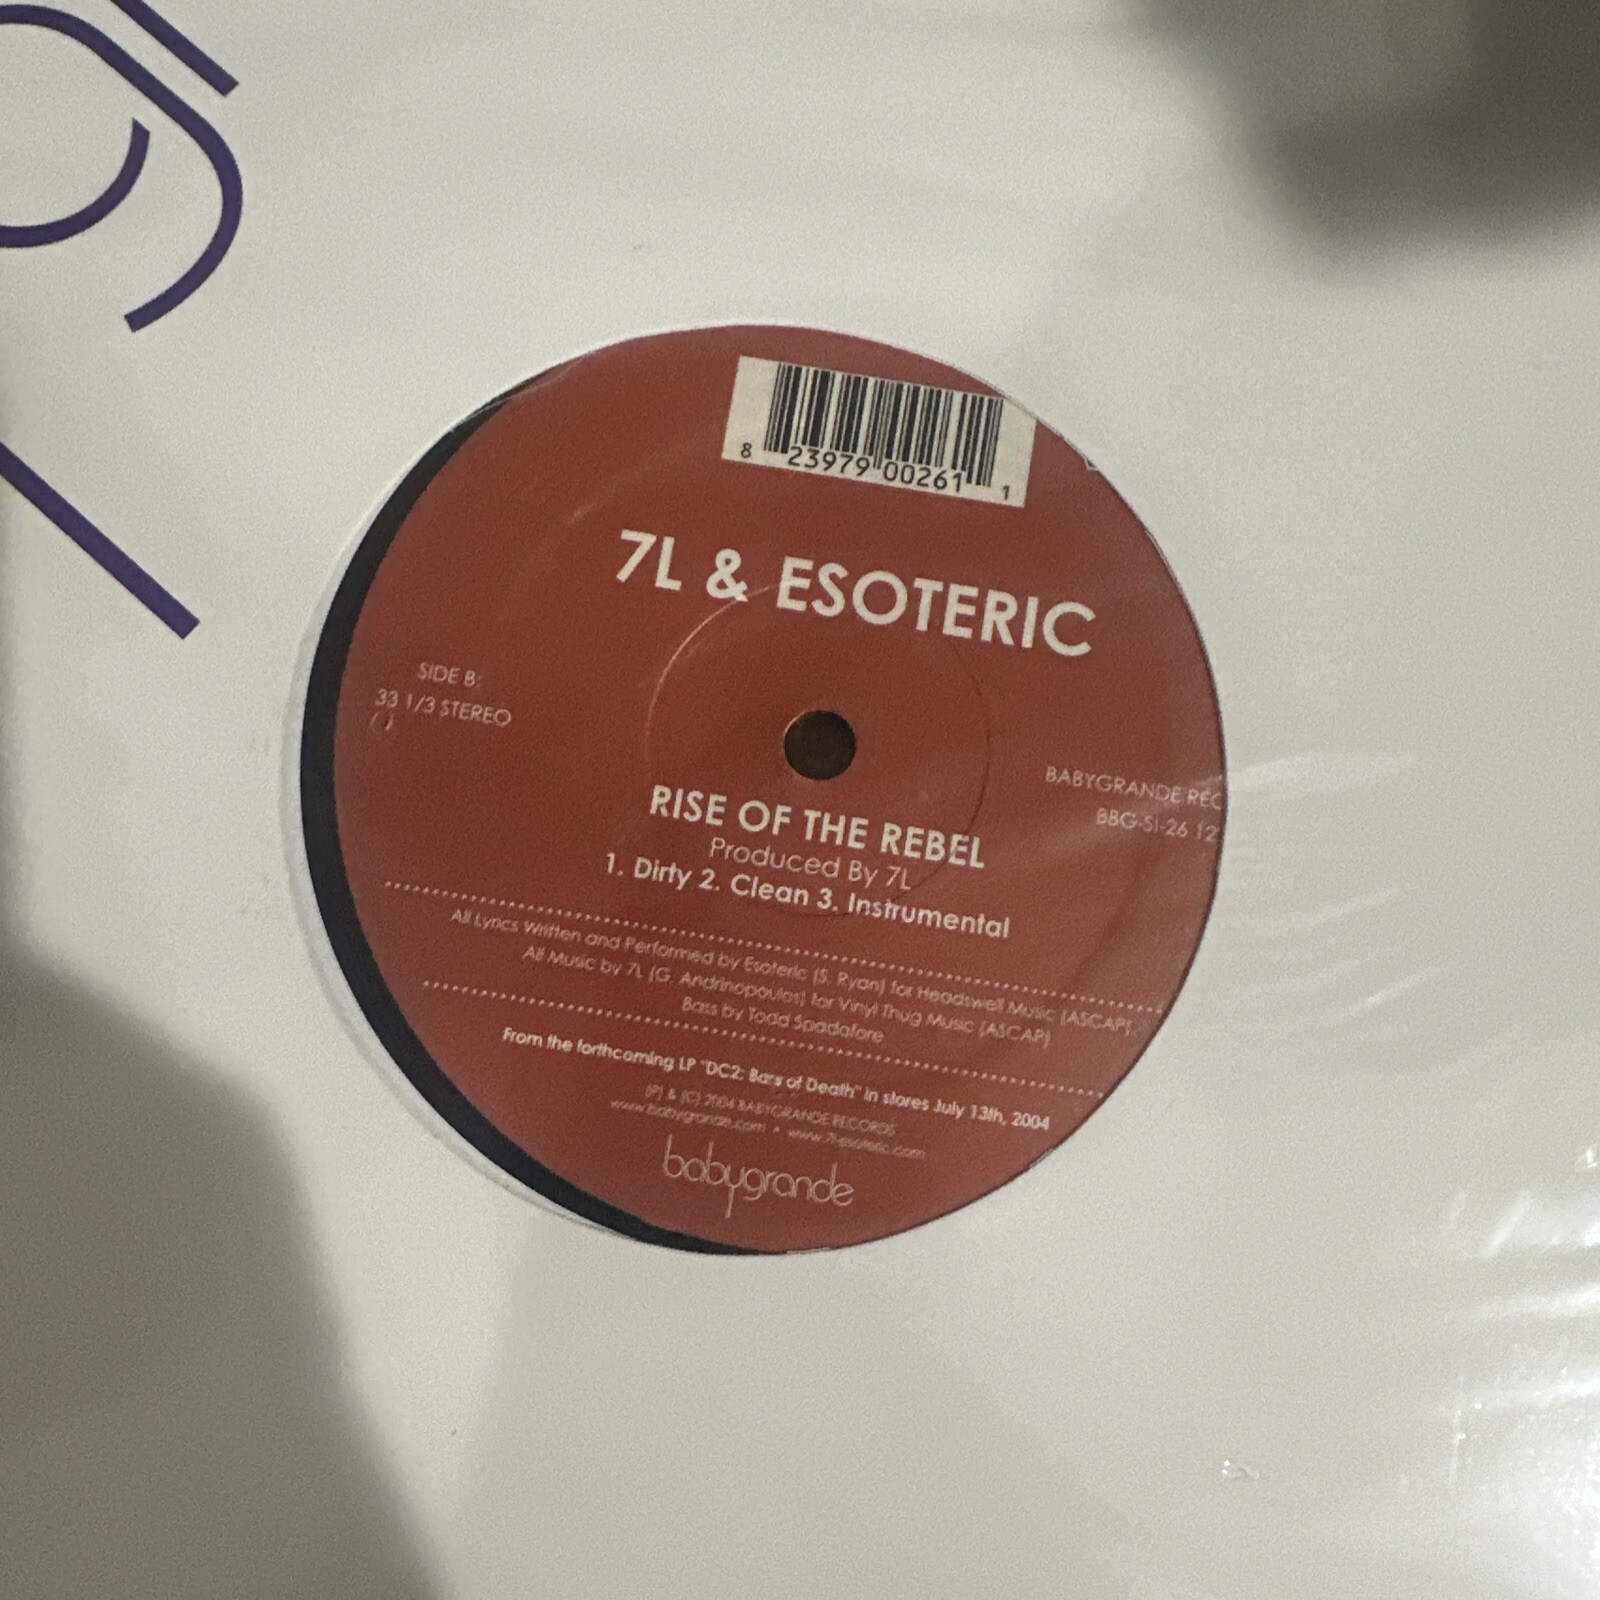 8 23979 00261 1
7L & ESOTERIC
SIDE B:
33 1/3 STEREO
BABYGRANDE REC
BBG-SI-26 12
RISE OF THE REBEL
Produced By 7L
1. Dirty 2. Clean 3. Instrumental
All Lyrics Written and Performed by Esoteric (S. Ryan) for Headswell Music (ASCAP).
All Music by 7L (G. Andrinopoulos) for Vinyl Thug Music (ASCAP)
Bass by Todd Spadafore
From the forthcoming LP "DC2: Bars of Death" in stores July 13th, 2004
(P) & (C) 2004 BABYGRANDE RECORDS
www.babygrande.com • www.7l-esoteric.com
babygrande